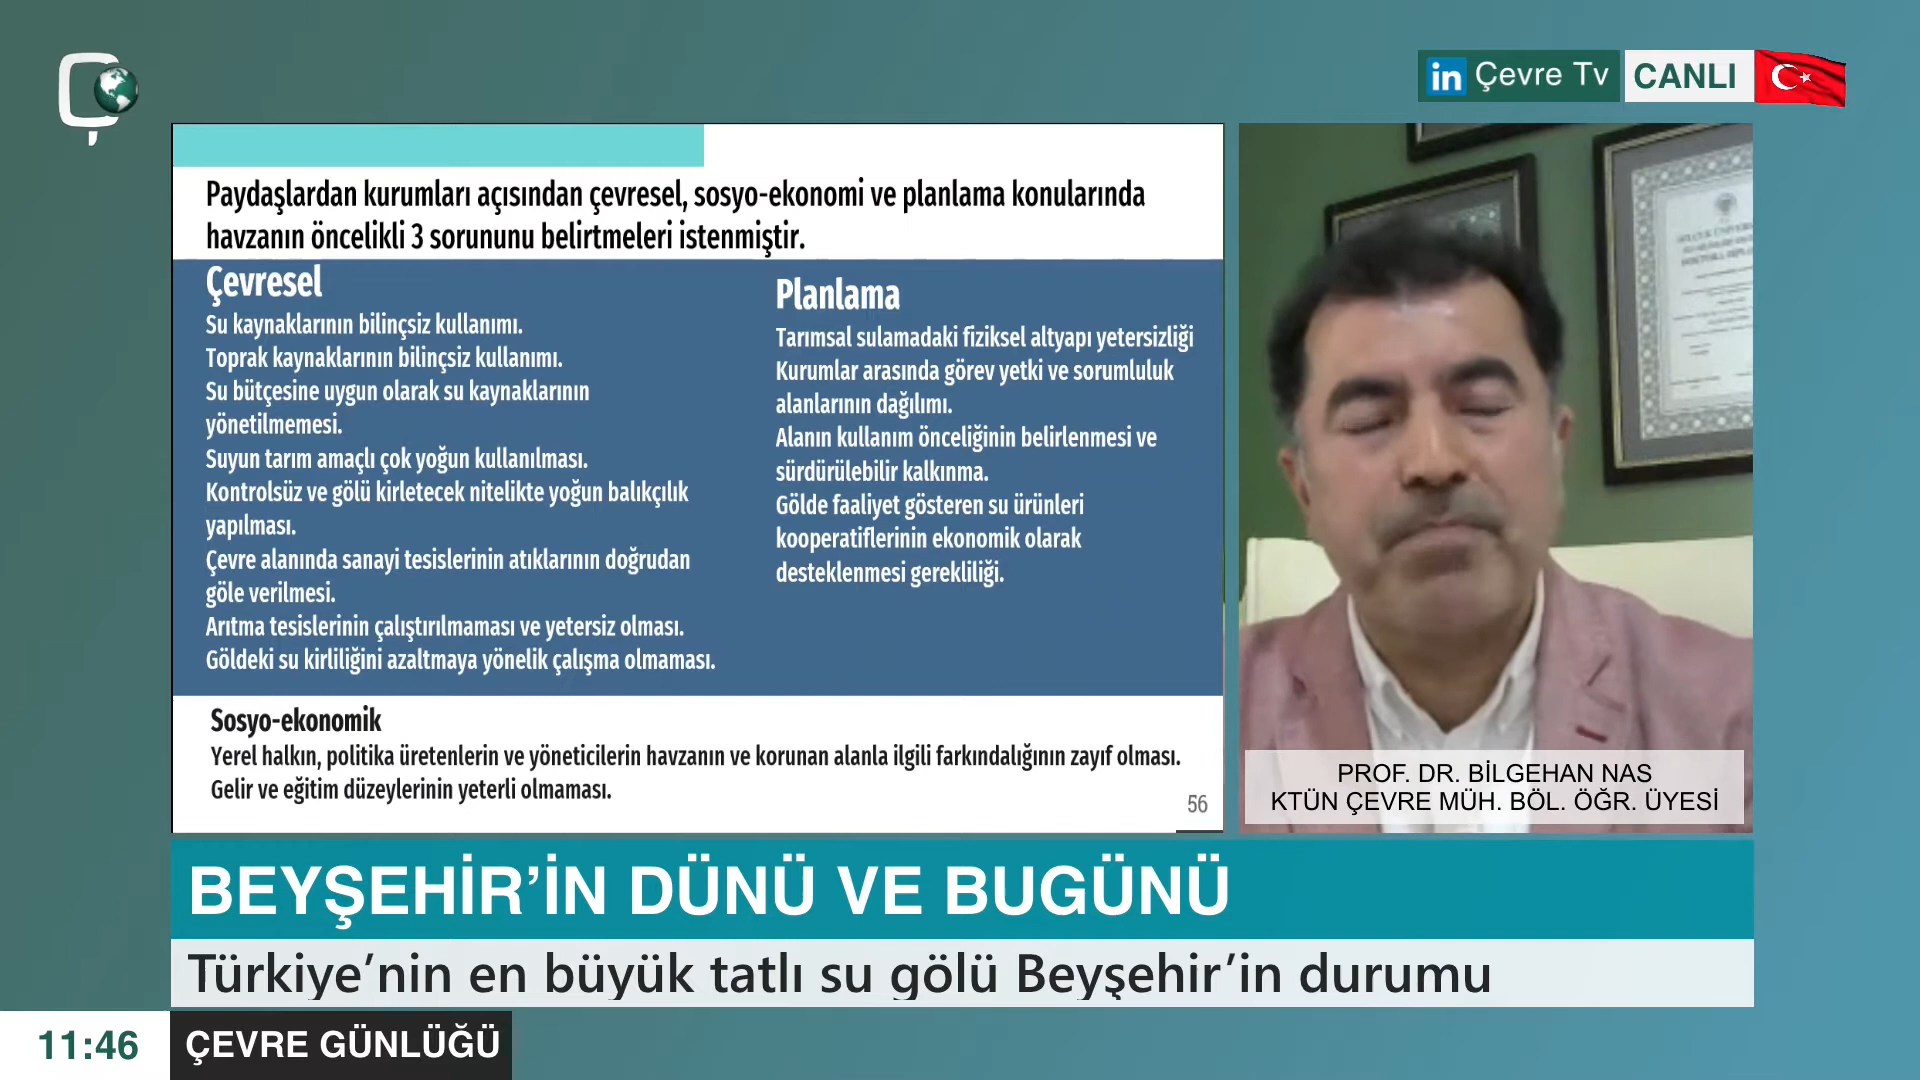 Ç
in Çevre Tv
CANLI
Paydaşlardan kurumları açısından çevresel, sosyo-ekonomi ve planlama konularında
havzanın öncelikli 3 sorununu belirtmeleri istenmiştir.
Çevresel
Su kaynaklarının bilinçsiz kullanımı.
Toprak kaynaklarının bilinçsiz kullanımı.
Su bütçesine uygun olarak su kaynaklarının
yönetilmemesi.
Suyun tarım amaçlı çok yoğun kullanılması.
Kontrolsüz ve gölü kirletecek nitelikte yoğun balıkçılık
yapılması.
Çevre alanında sanayi tesislerinin atıklarının doğrudan
göle verilmesi.
Arıtma tesislerinin çalıştırılmaması ve yetersiz olması.
Göldeki su kirliliğini azaltmaya yönelik çalışma olmaması.
Planlama
Tarımsal sulamadaki fiziksel altyapı yetersizliği
Kurumlar arasında görev yetki ve sorumluluk
alanlarının dağılımı.
Alanın kullanım önceliğinin belirlenmesi ve
sürdürülebilir kalkınma.
Gölde faaliyet gösteren su ürünleri
kooperatiflerinin ekonomik olarak
desteklenmesi gerekliliği.
Sosyo-ekonomik
Yerel halkın, politika üretenlerin ve yöneticilerin havzanın ve korunan alanla ilgili farkındalığının zayıf olması.
Gelir ve eğitim düzeylerinin yeterli olmaması.
56
PROF. DR. BİLGEHAN NAS
KTÜN ÇEVRE MÜH. BÖL. ÖĞR. ÜYESİ
BEYŞEHİR’İN DÜNÜ VE BUGÜNÜ
Türkiye’nin en büyük tatlı su gölü Beyşehir’in durumu
11:46
ÇEVRE GÜNLÜĞÜ